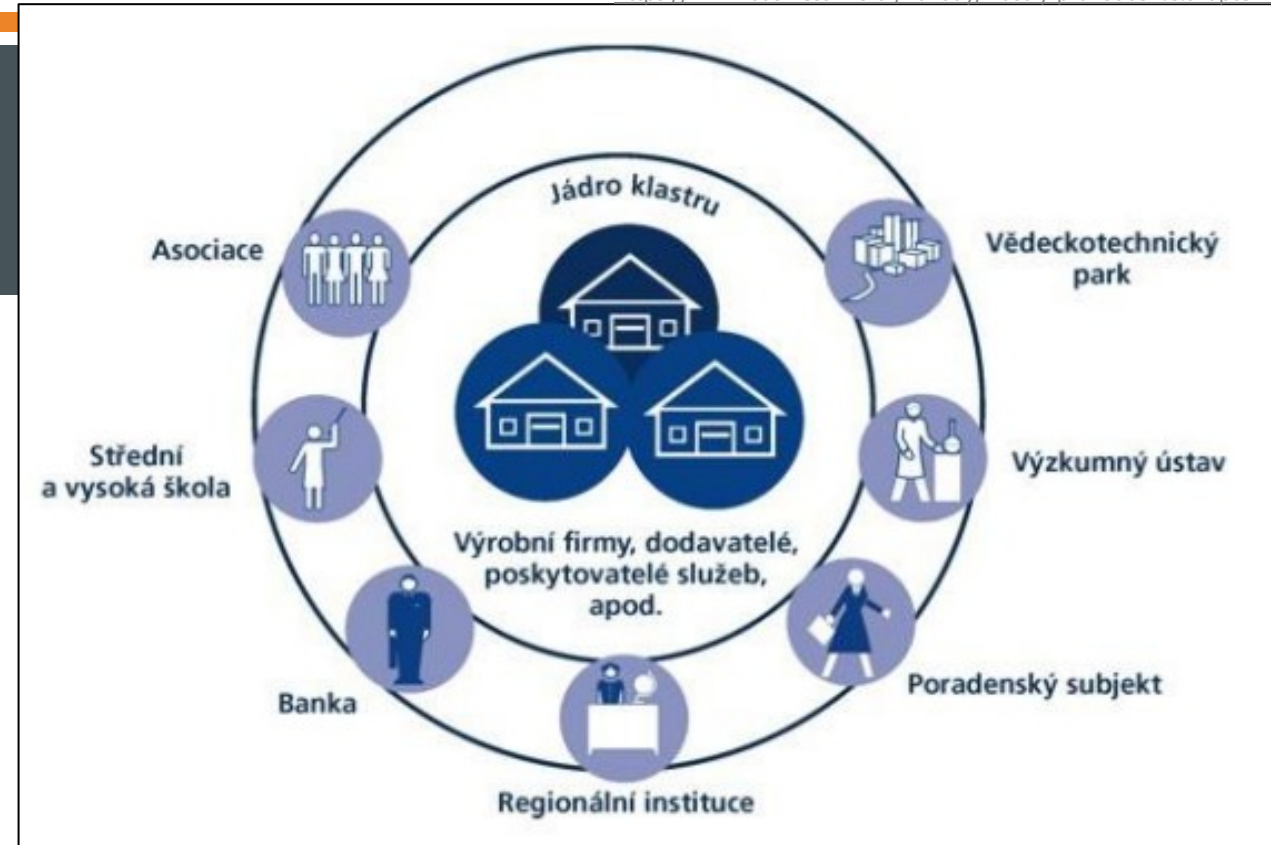 Jádro klastru
Asociace
Vědeckotechnický
park
Střední
a vysoká škola
Výzkumný ústav
Výrobní firmy, dodavatelé,
poskytovatelé služeb,
apod.
Banka
Poradenský subjekt
Regionální instituce